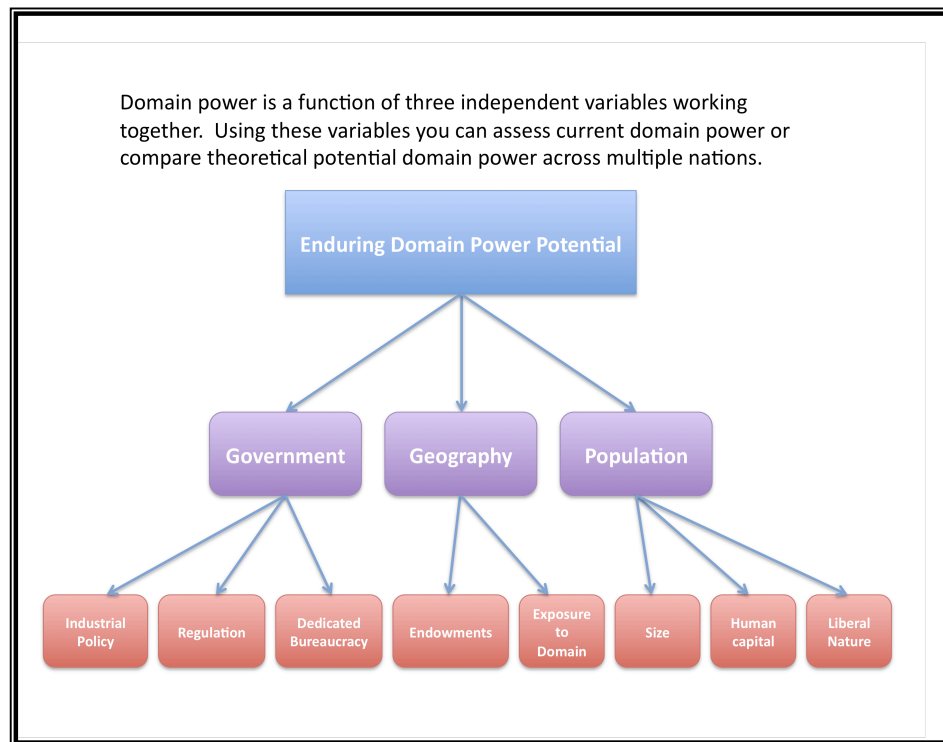 Domain power is a function of three independent variables working
together.  Using these variables you can assess current domain power or
compare theoretical potential domain power across multiple nations.
Enduring Domain Power Potential
Government
Geography
Population
Industrial
Policy
Regulation
Dedicated
Bureaucracy
Endowments
Exposure
to
Domain
Size
Human
capital
Liberal
Nature